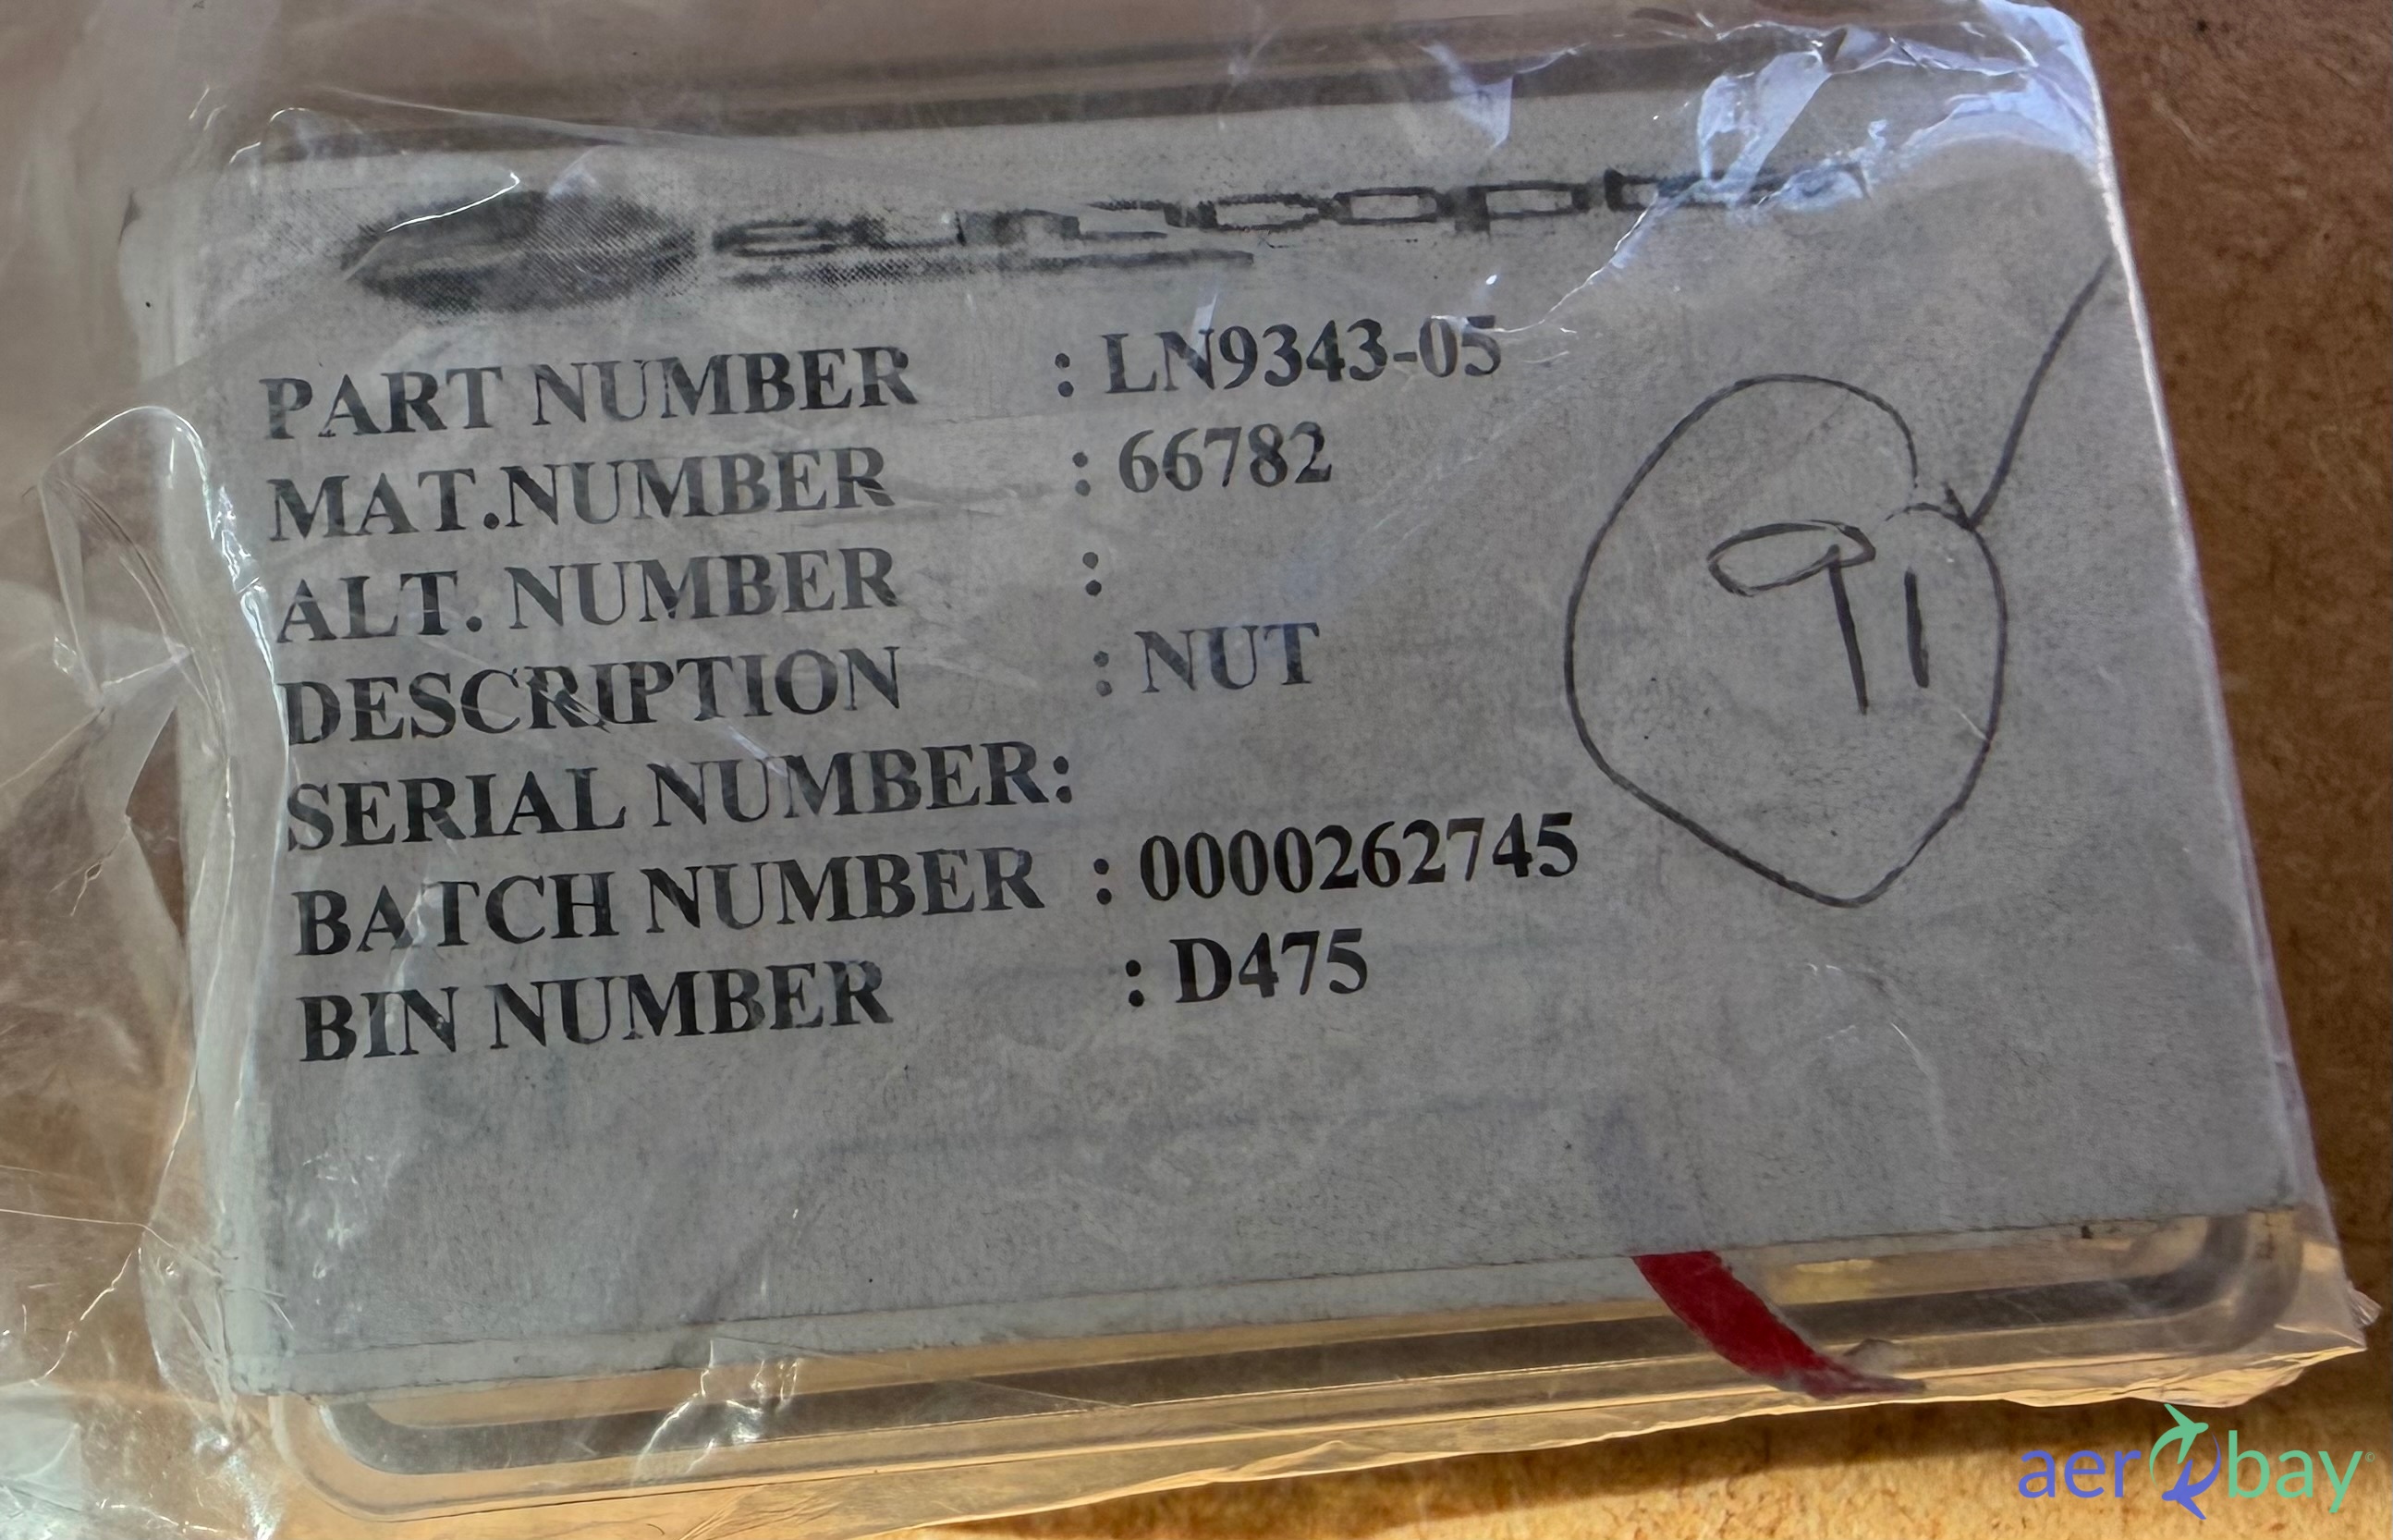 eurocopter
PART NUMBER : LN9343-05
MAT.NUMBER : 66782
ALT. NUMBER :
DESCRIPTION : NUT
SERIAL NUMBER:
BATCH NUMBER : 0000262745
BIN NUMBER : D475
aerobay